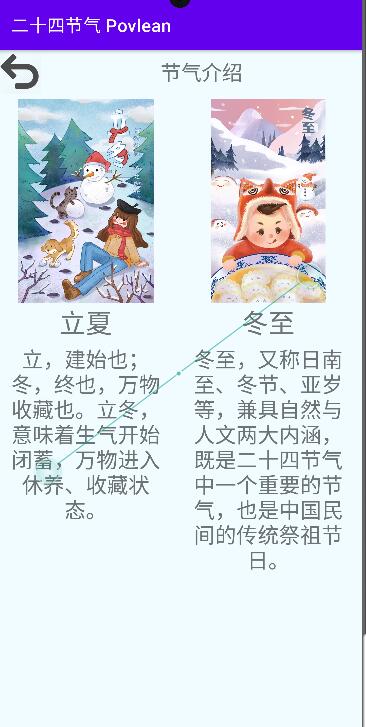 二十四节气 Povlean
节气介绍
冬至
立夏
立，建始也；
冬，终也，万物
收藏也。立冬，
意味着生气开始
闭蓄，万物进入
休养、收藏状
态。
冬至
冬至，又称日南
至、冬节、亚岁
等，兼具自然与
人文两大内涵，
既是二十四节气
中一个重要的节
气，也是中国民
间的传统祭祖节
日。